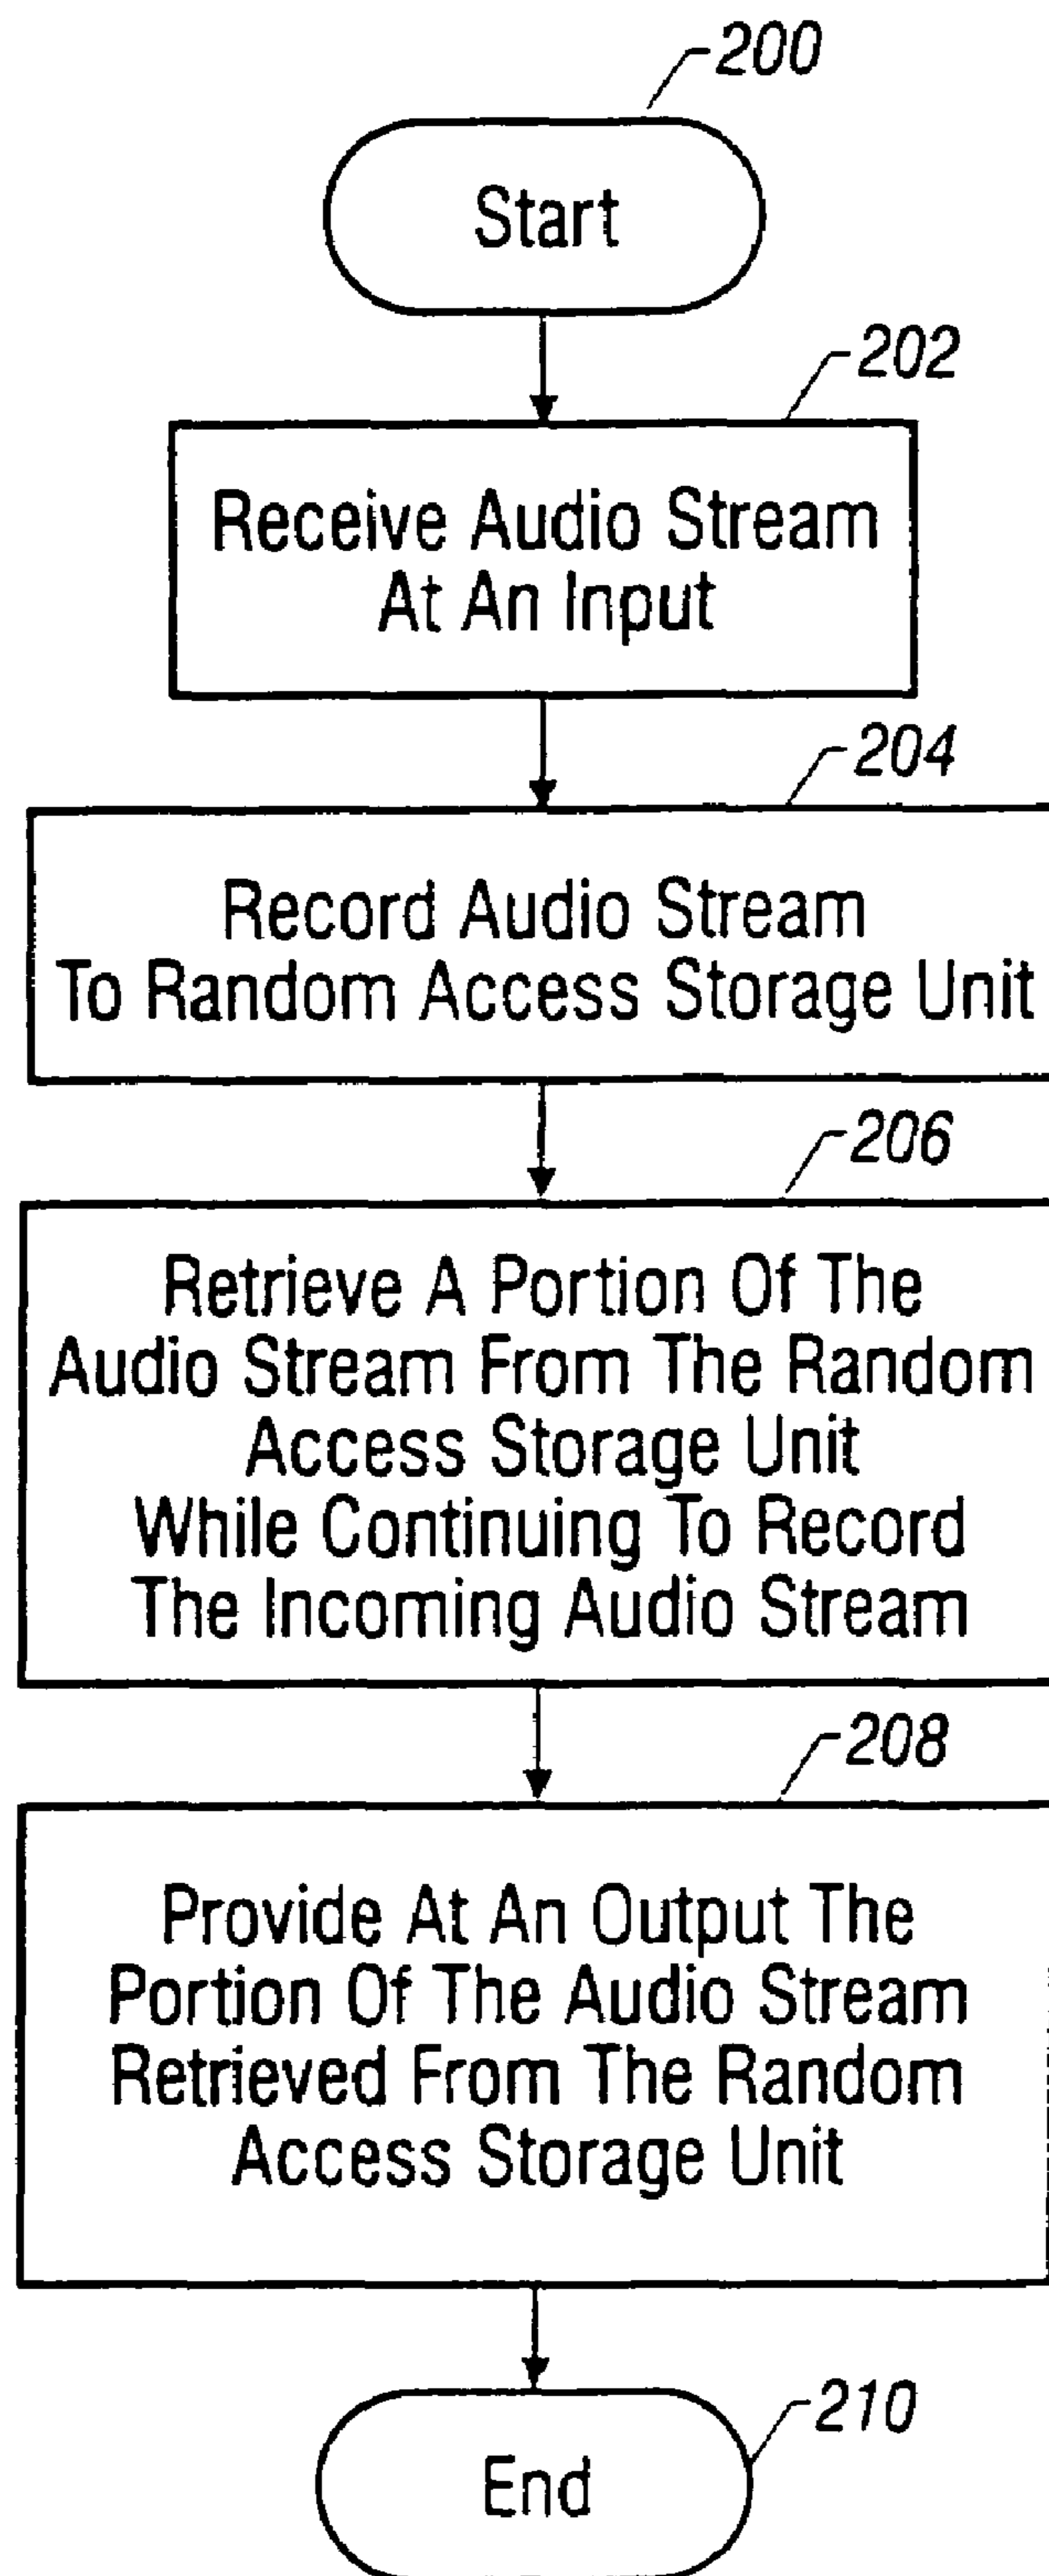 200
Start
202
Receive Audio Stream
At An Input
204
Record Audio Stream
To Random Access Storage Unit
206
Retrieve A Portion Of The
Audio Stream From The Random
Access Storage Unit
While Continuing To Record
The Incoming Audio Stream
208
Provide At An Output The
Portion Of The Audio Stream
Retrieved From The Random
Access Storage Unit
210
End